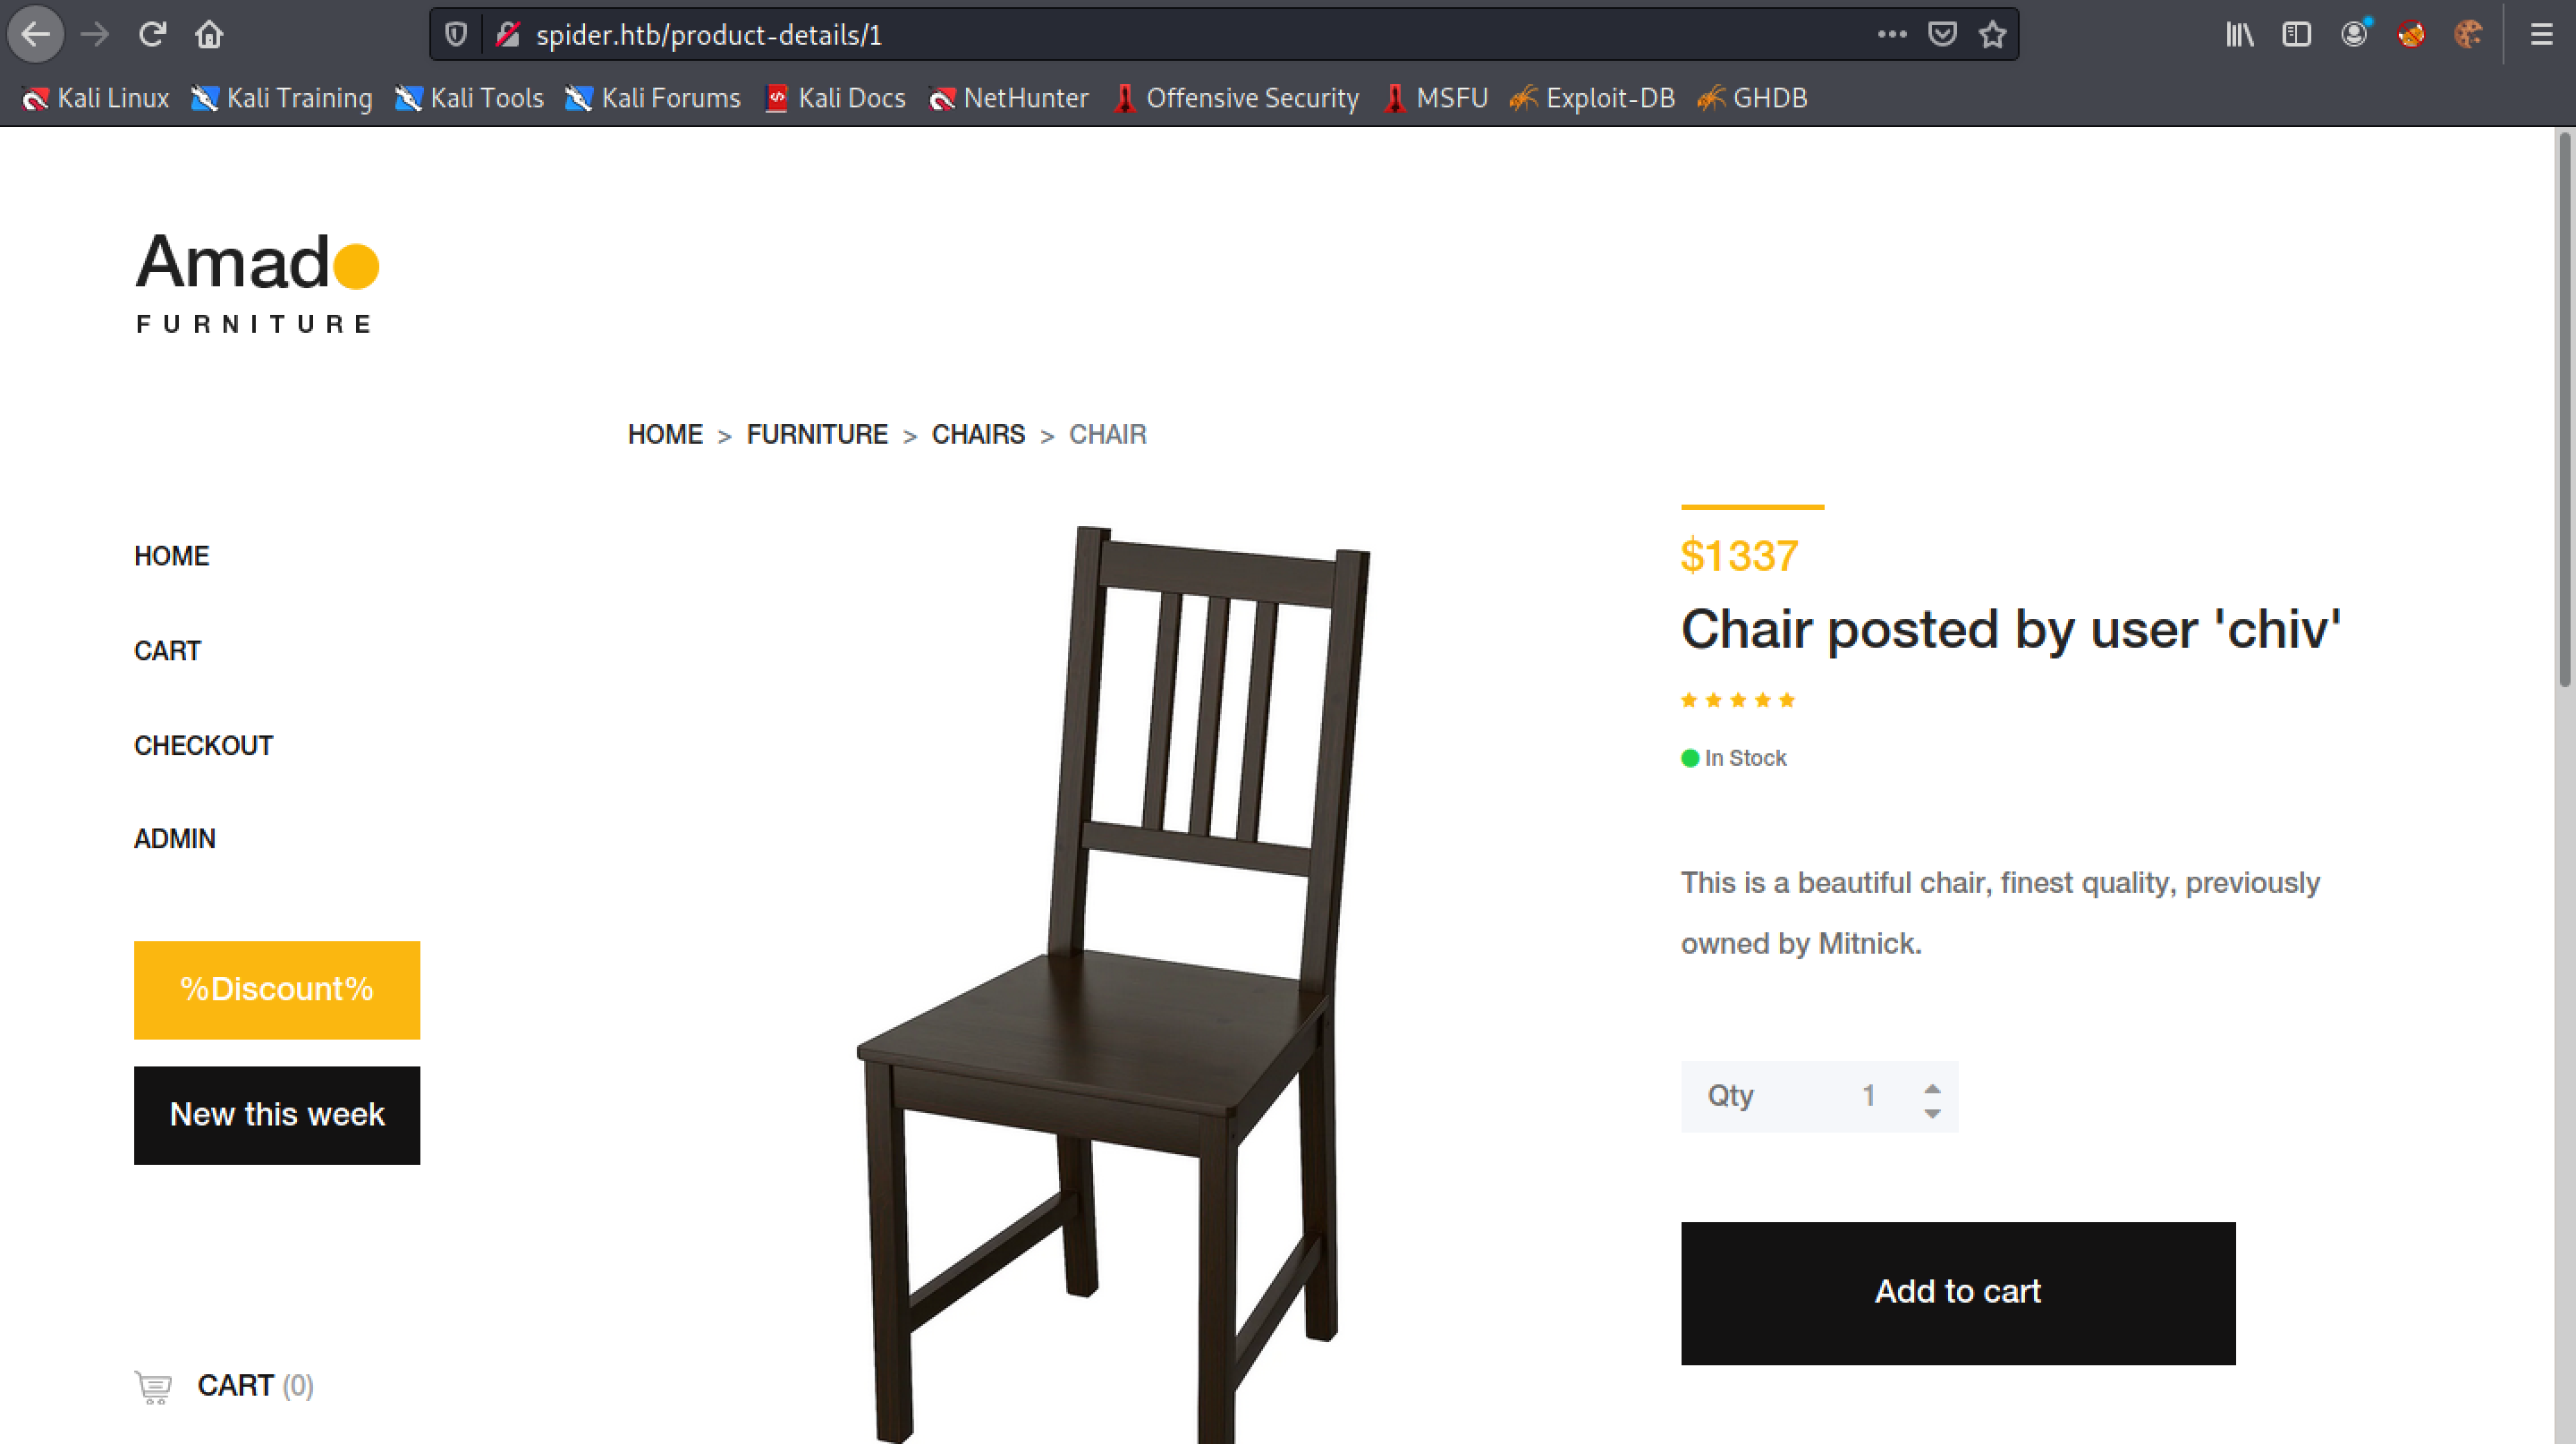 spider.htb/product-details/1
Kali Linux Kali Training Kali Tools Kali Forums Kali Docs NetHunter Offensive Security MSFU Exploit-DB GHDB
Amado
FURNITURE
HOME > FURNITURE > CHAIRS > CHAIR
HOME
CART
CHECKOUT
ADMIN
%Discount%
New this week
CART (0)
$1337
Chair posted by user 'chiv'
In Stock
This is a beautiful chair, finest quality, previously
owned by Mitnick.
Qty 1
Add to cart